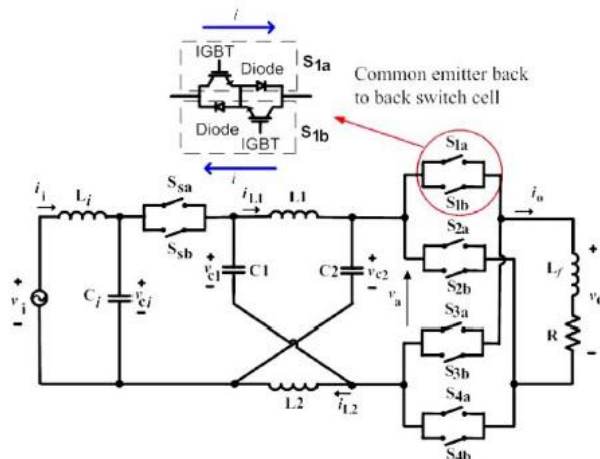 i
IGBT
S1a
Diode
Common emitter back
to back switch cell
Diode
S1b
IGBT
i
S1a
ii
Li
Ssa
iL1
L1
S1b
io
Ssb
S2a
+
vi
-
Ci
+
vci
-
+
vc1
-
C1
C2
+
vc2
-
S2b
va
S3a
Lf
R
+
-
S3b
L2
iL2
S4a
S4b